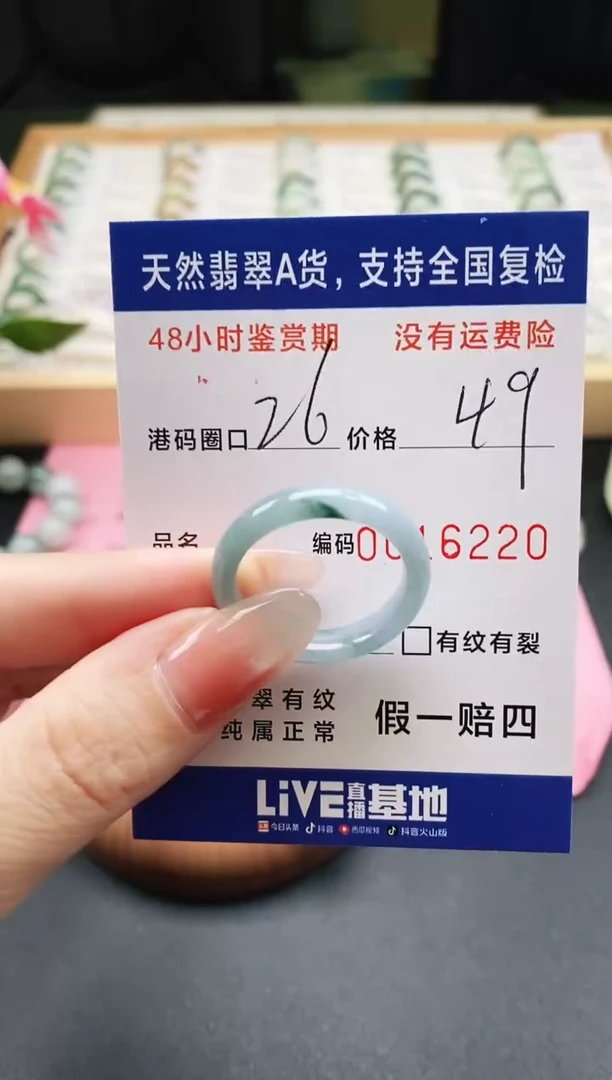 天然翡翠A货，支持全国复检
48小时鉴赏期 没有运费险
港码圈口 26 价格 49
品名 编码 0016220
有纹有裂
翠有纹
纯属正常
假一赔四
LiVE直播基地
今日头条 抖音 西瓜视频 抖音火山版